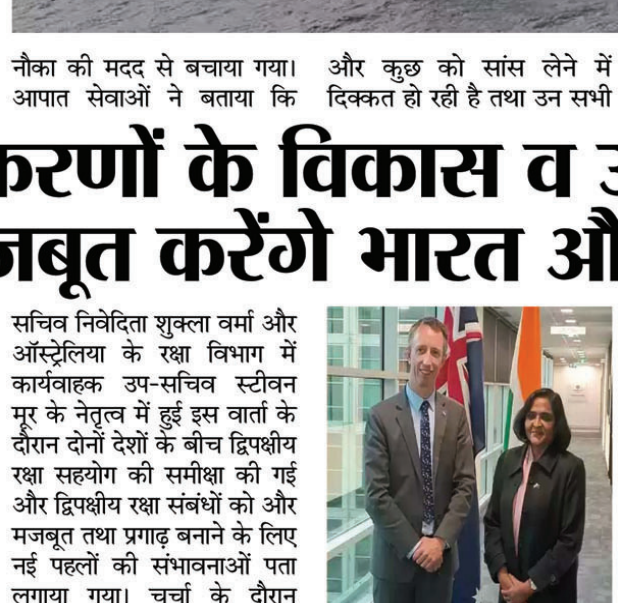 नौका की मदद से बचाया गया।
आपात सेवाओं ने बताया कि
और कुछ को सांस लेने में
दिक्कत हो रही है तथा उन सभी
करणों के विकास व
जबूत करेंगे भारत औ
सचिव निवेदिता शुक्ला वर्मा और
ऑस्ट्रेलिया के रक्षा विभाग में
कार्यवाहक उप-सचिव स्टीवन
मूर के नेतृत्व में हुई इस वार्ता के
दौरान दोनों देशों के बीच द्विपक्षीय
रक्षा सहयोग की समीक्षा की गई
और द्विपक्षीय रक्षा संबंधों को और
मजबूत तथा प्रगाढ़ बनाने के लिए
नई पहलों की संभावनाओं पता
लगाया गया। चर्चा के दौरान